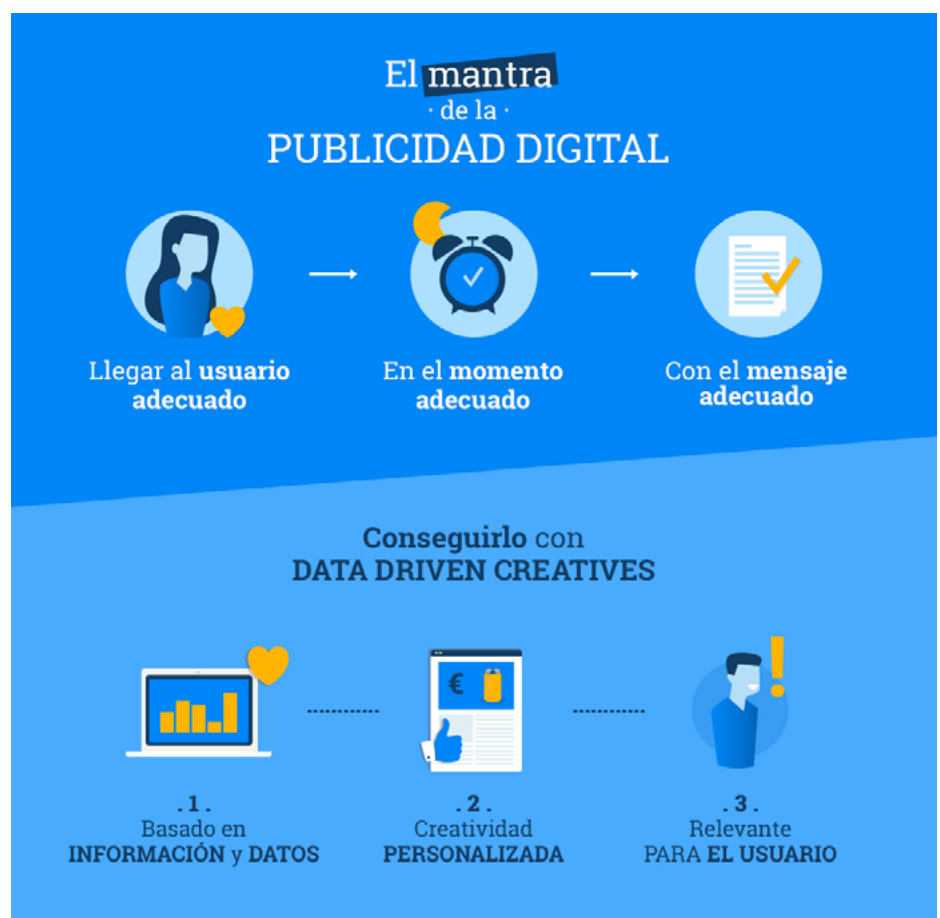 El mantra
· de la ·
PUBLICIDAD DIGITAL
Llegar al usuario
adecuado
En el momento
adecuado
Con el mensaje
adecuado
Conseguirlo con
DATA DRIVEN CREATIVES
€
. 1 .
Basado en
INFORMACIÓN y DATOS
. 2 .
Creatividad
PERSONALIZADA
. 3 .
Relevante
PARA EL USUARIO